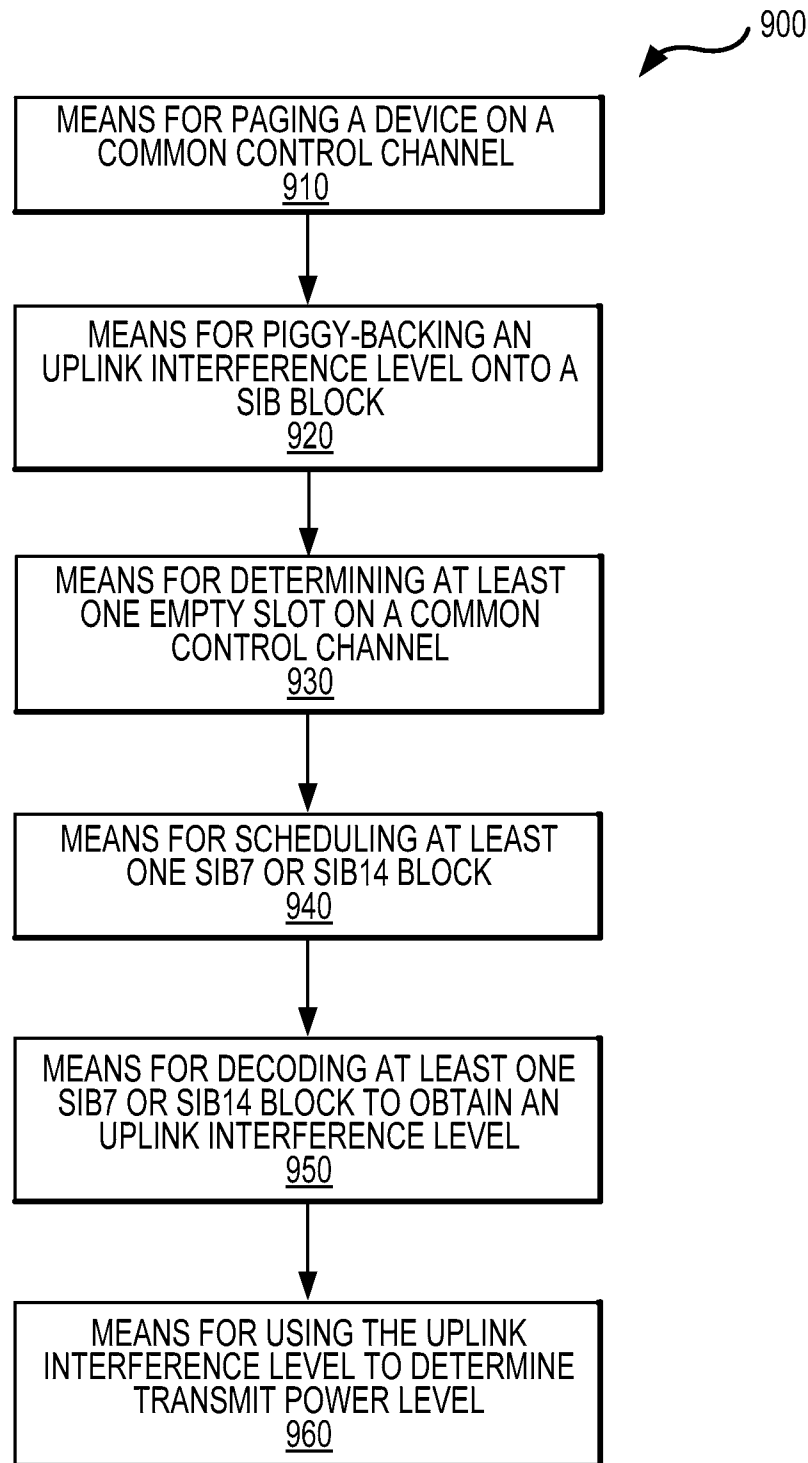 900
MEANS FOR PAGING A DEVICE ON A
COMMON CONTROL CHANNEL
910
MEANS FOR PIGGY-BACKING AN
UPLINK INTERFERENCE LEVEL ONTO A
SIB BLOCK
920
MEANS FOR DETERMINING AT LEAST
ONE EMPTY SLOT ON A COMMON
CONTROL CHANNEL
930
MEANS FOR SCHEDULING AT LEAST
ONE SIB7 OR SIB14 BLOCK
940
MEANS FOR DECODING AT LEAST ONE
SIB7 OR SIB14 BLOCK TO OBTAIN AN
UPLINK INTERFERENCE LEVEL
950
MEANS FOR USING THE UPLINK
INTERFERENCE LEVEL TO DETERMINE
TRANSMIT POWER LEVEL
960